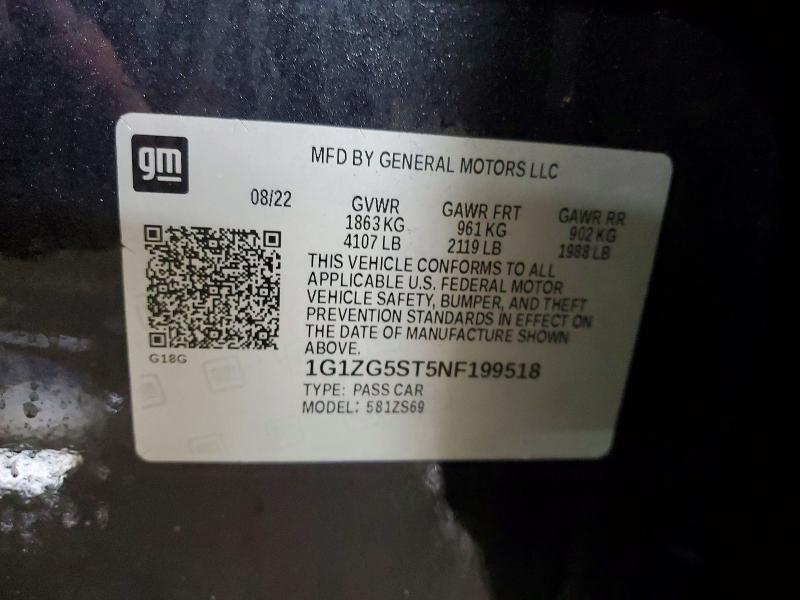 gm
MFD BY GENERAL MOTORS LLC
08/22
GVWR
1863 KG
4107 LB
GAWR FRT
961 KG
2119 LB
GAWR RR
902 KG
1988 LB
THIS VEHICLE CONFORMS TO ALL
APPLICABLE U.S. FEDERAL MOTOR
VEHICLE SAFETY, BUMPER, AND THEFT
PREVENTION STANDARDS IN EFFECT ON
THE DATE OF MANUFACTURE SHOWN
ABOVE.
G18G
1G1ZG5ST5NF199518
TYPE: PASS CAR
MODEL: 581ZS69